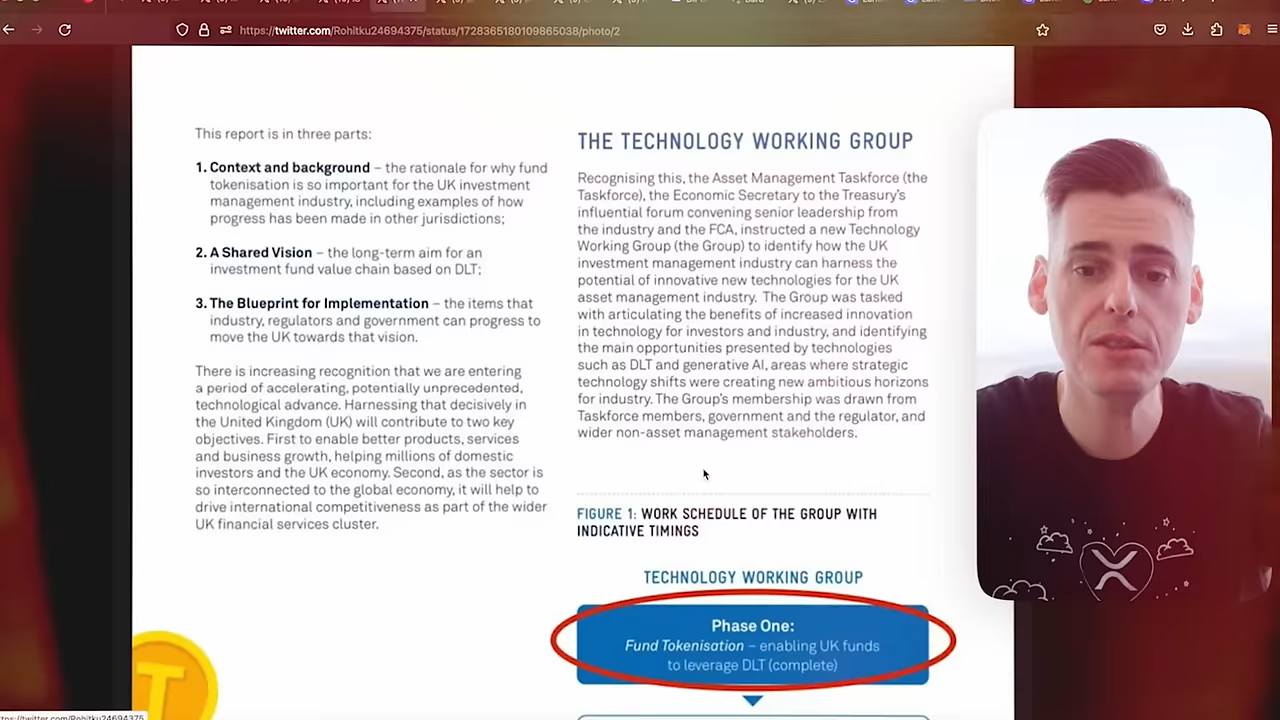 https://twitter.com/Rohitku24694375/status/1728365180109865038/photo/2
This report is in three parts:
1. Context and background – the rationale for why fund
tokenisation is so important for the UK investment
management industry, including examples of how
progress has been made in other jurisdictions;
2. A Shared Vision – the long-term aim for an
investment fund value chain based on DLT;
3. The Blueprint for Implementation – the items that
industry, regulators and government can progress to
move the UK towards that vision.
There is increasing recognition that we are entering
a period of accelerating, potentially unprecedented,
technological advance. Harnessing that decisively in
the United Kingdom (UK) will contribute to two key
objectives. First to enable better products, services
and business growth, helping millions of domestic
investors and the UK economy. Second, as the sector is
so interconnected to the global economy, it will help to
drive international competitiveness as part of the wider
UK financial services cluster.
THE TECHNOLOGY WORKING GROUP
Recognising this, the Asset Management Taskforce (the
Taskforce), the Economic Secretary to the Treasury's
influential forum convening senior leadership from
the industry and the FCA, instructed a new Technology
Working Group (the Group) to identify how the UK
investment management industry can harness the
potential of innovative new technologies for the UK
asset management industry. The Group was tasked
with articulating the benefits of increased innovation
in technology for investors and industry, and identifying
the main opportunities presented by technologies
such as DLT and generative AI, areas where strategic
technology shifts were creating new ambitious horizons
for industry. The Group's membership was drawn from
Taskforce members, government and the regulator, and
wider non-asset management stakeholders.
FIGURE 1: WORK SCHEDULE OF THE GROUP WITH
INDICATIVE TIMINGS
TECHNOLOGY WORKING GROUP
Phase One:
Fund Tokenisation – enabling UK funds
to leverage DLT (complete)
T